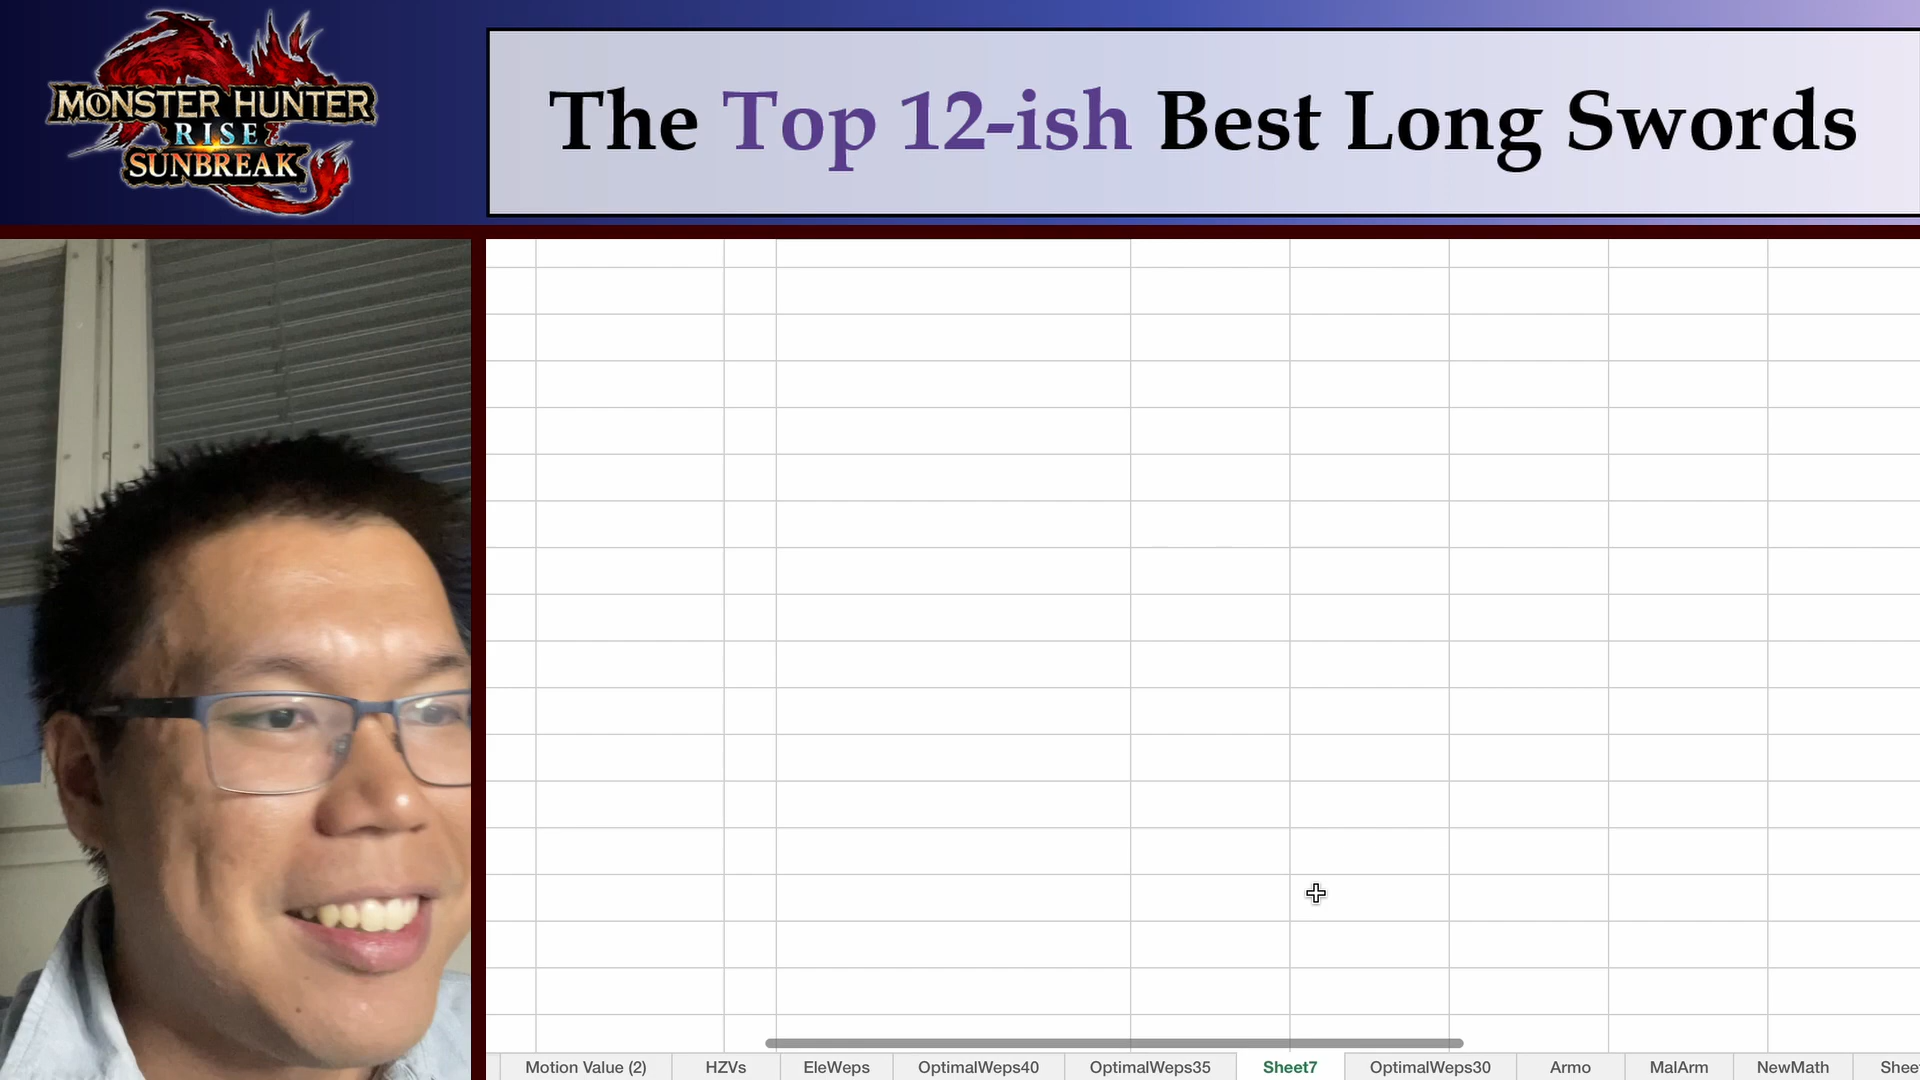 MONSTER HUNTER
RISE
SUNBREAK
The Top 12-ish Best Long Swords
Motion Value (2) HZVs EleWeps OptimalWeps40 OptimalWeps35 Sheet7 OptimalWeps30 Armo MalArm NewMath Shee